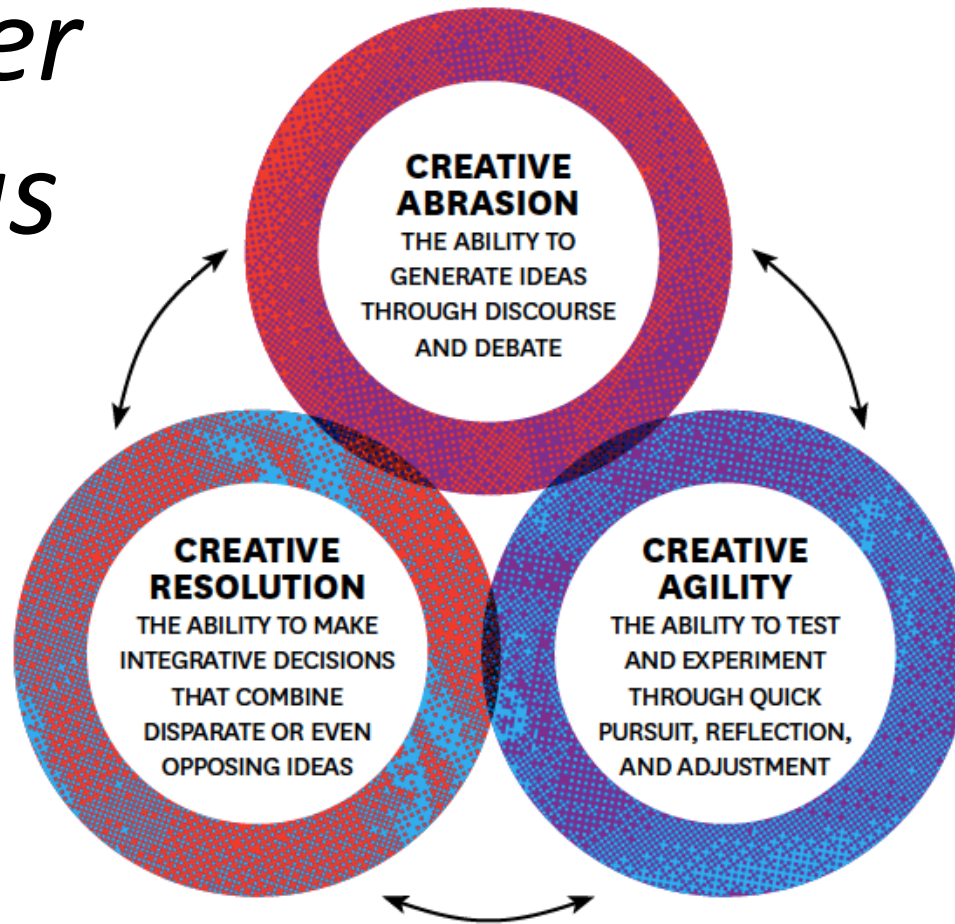 CREATIVE
ABRASION
THE ABILITY TO
GENERATE IDEAS
THROUGH DISCOURSE
AND DEBATE
CREATIVE
RESOLUTION
THE ABILITY TO MAKE
INTEGRATIVE DECISIONS
THAT COMBINE
DISPARATE OR EVEN
OPPOSING IDEAS
CREATIVE
AGILITY
THE ABILITY TO TEST
AND EXPERIMENT
THROUGH QUICK
PURSUIT, REFLECTION,
AND ADJUSTMENT